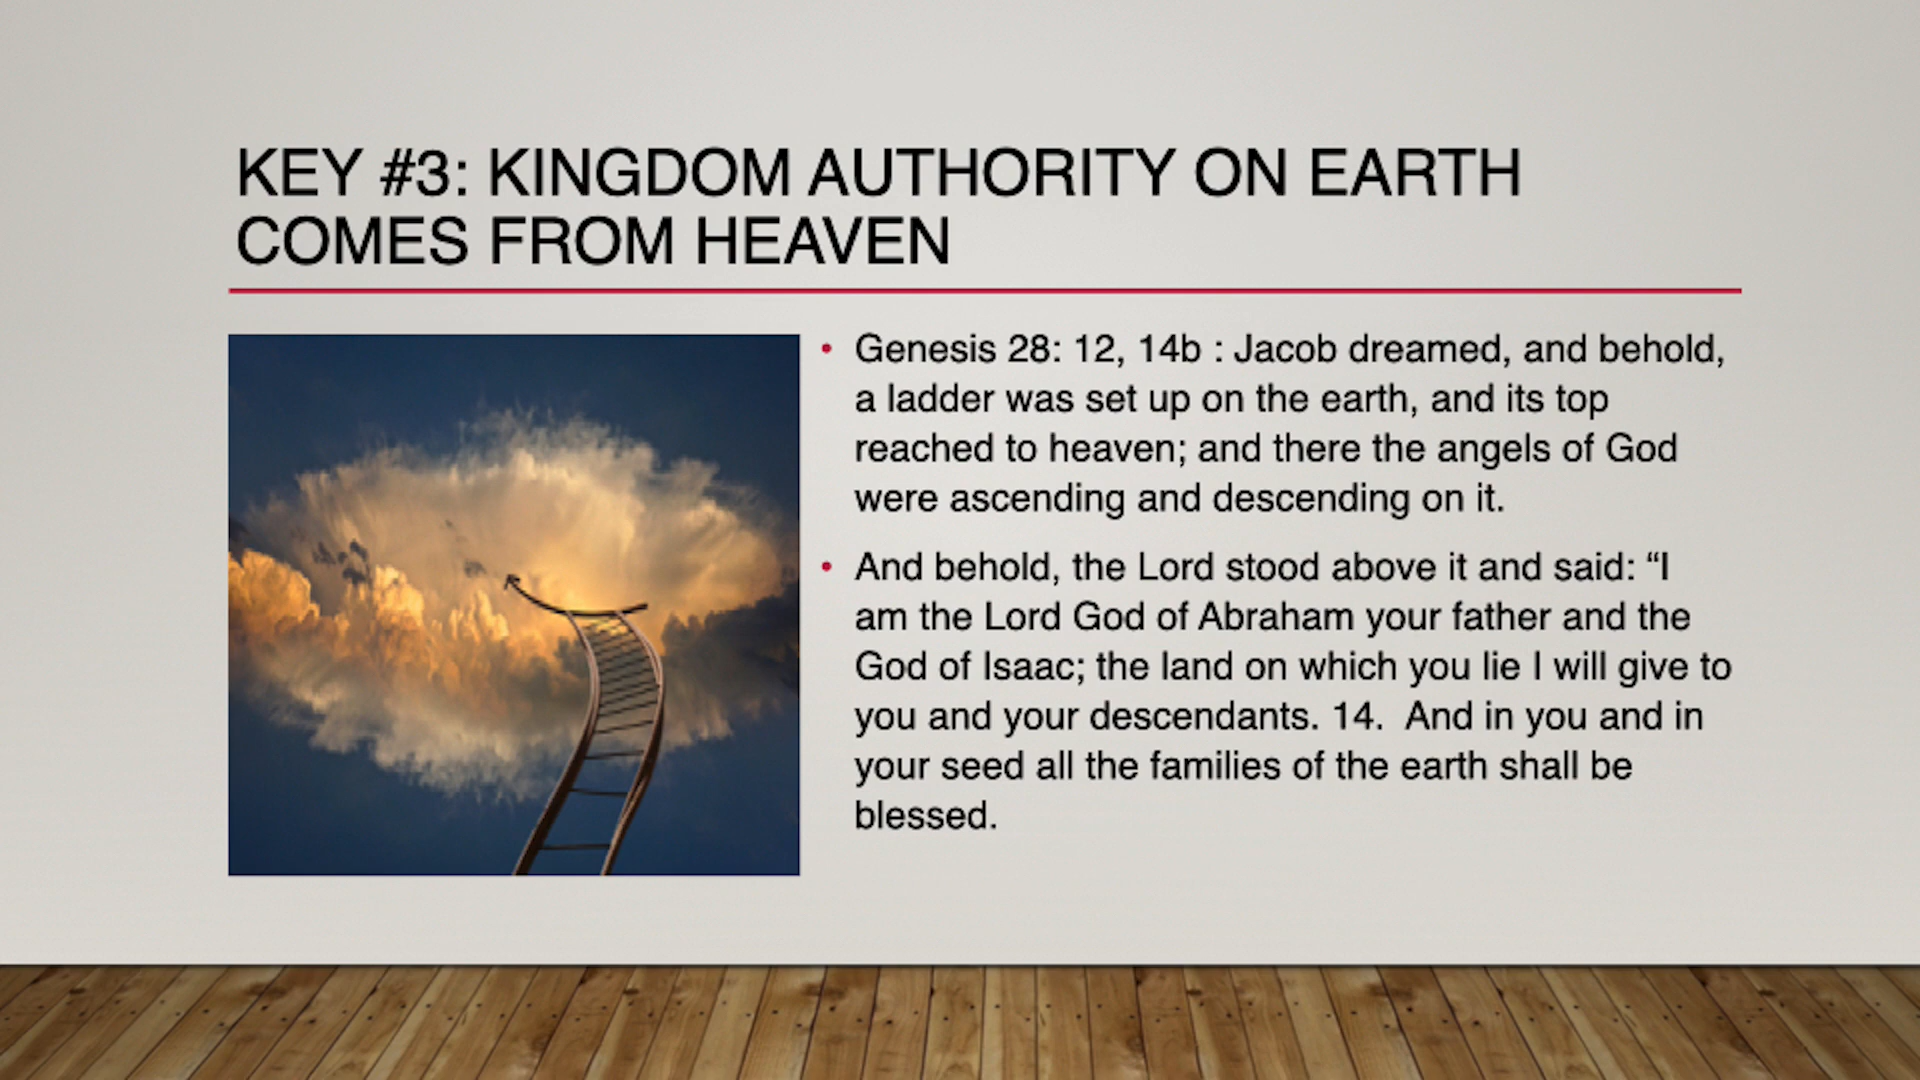 KEY #3: KINGDOM AUTHORITY ON EARTH
COMES FROM HEAVEN
• Genesis 28: 12, 14b : Jacob dreamed, and behold,
a ladder was set up on the earth, and its top
reached to heaven; and there the angels of God
were ascending and descending on it.
• And behold, the Lord stood above it and said: “I
am the Lord God of Abraham your father and the
God of Isaac; the land on which you lie I will give to
you and your descendants. 14.  And in you and in
your seed all the families of the earth shall be
blessed.